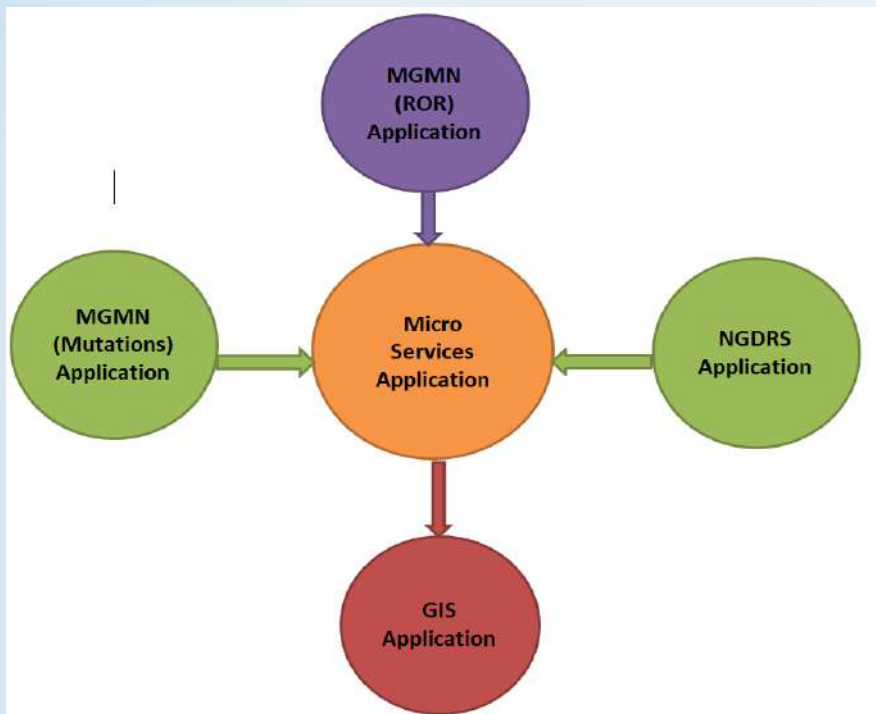 MGMN
(ROR)
Application
MGMN
(Mutations)
Application
Micro
Services
Application
NGDRS
Application
GIS
Application